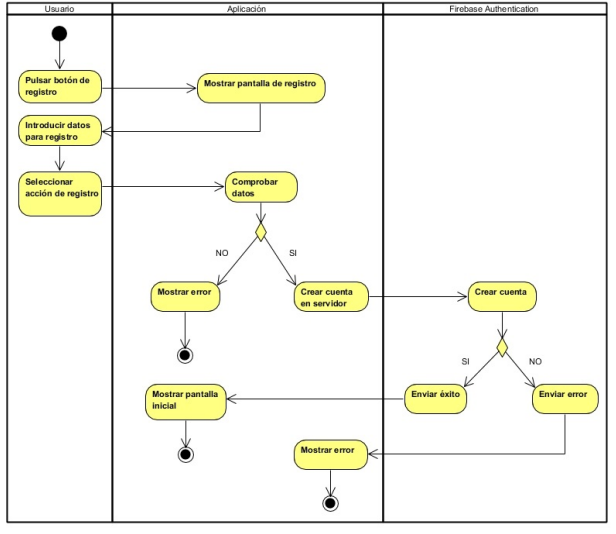 Usuario
Aplicación
Firebase Authentication
Pulsar botón de
registro
Mostrar pantalla de registro
Introducir datos
para registro
Seleccionar
acción de registro
Comprobar
datos
NO
SI
Mostrar error
Crear cuenta
en servidor
Crear cuenta
SI
NO
Mostrar pantalla
inicial
Enviar éxito
Enviar error
Mostrar error